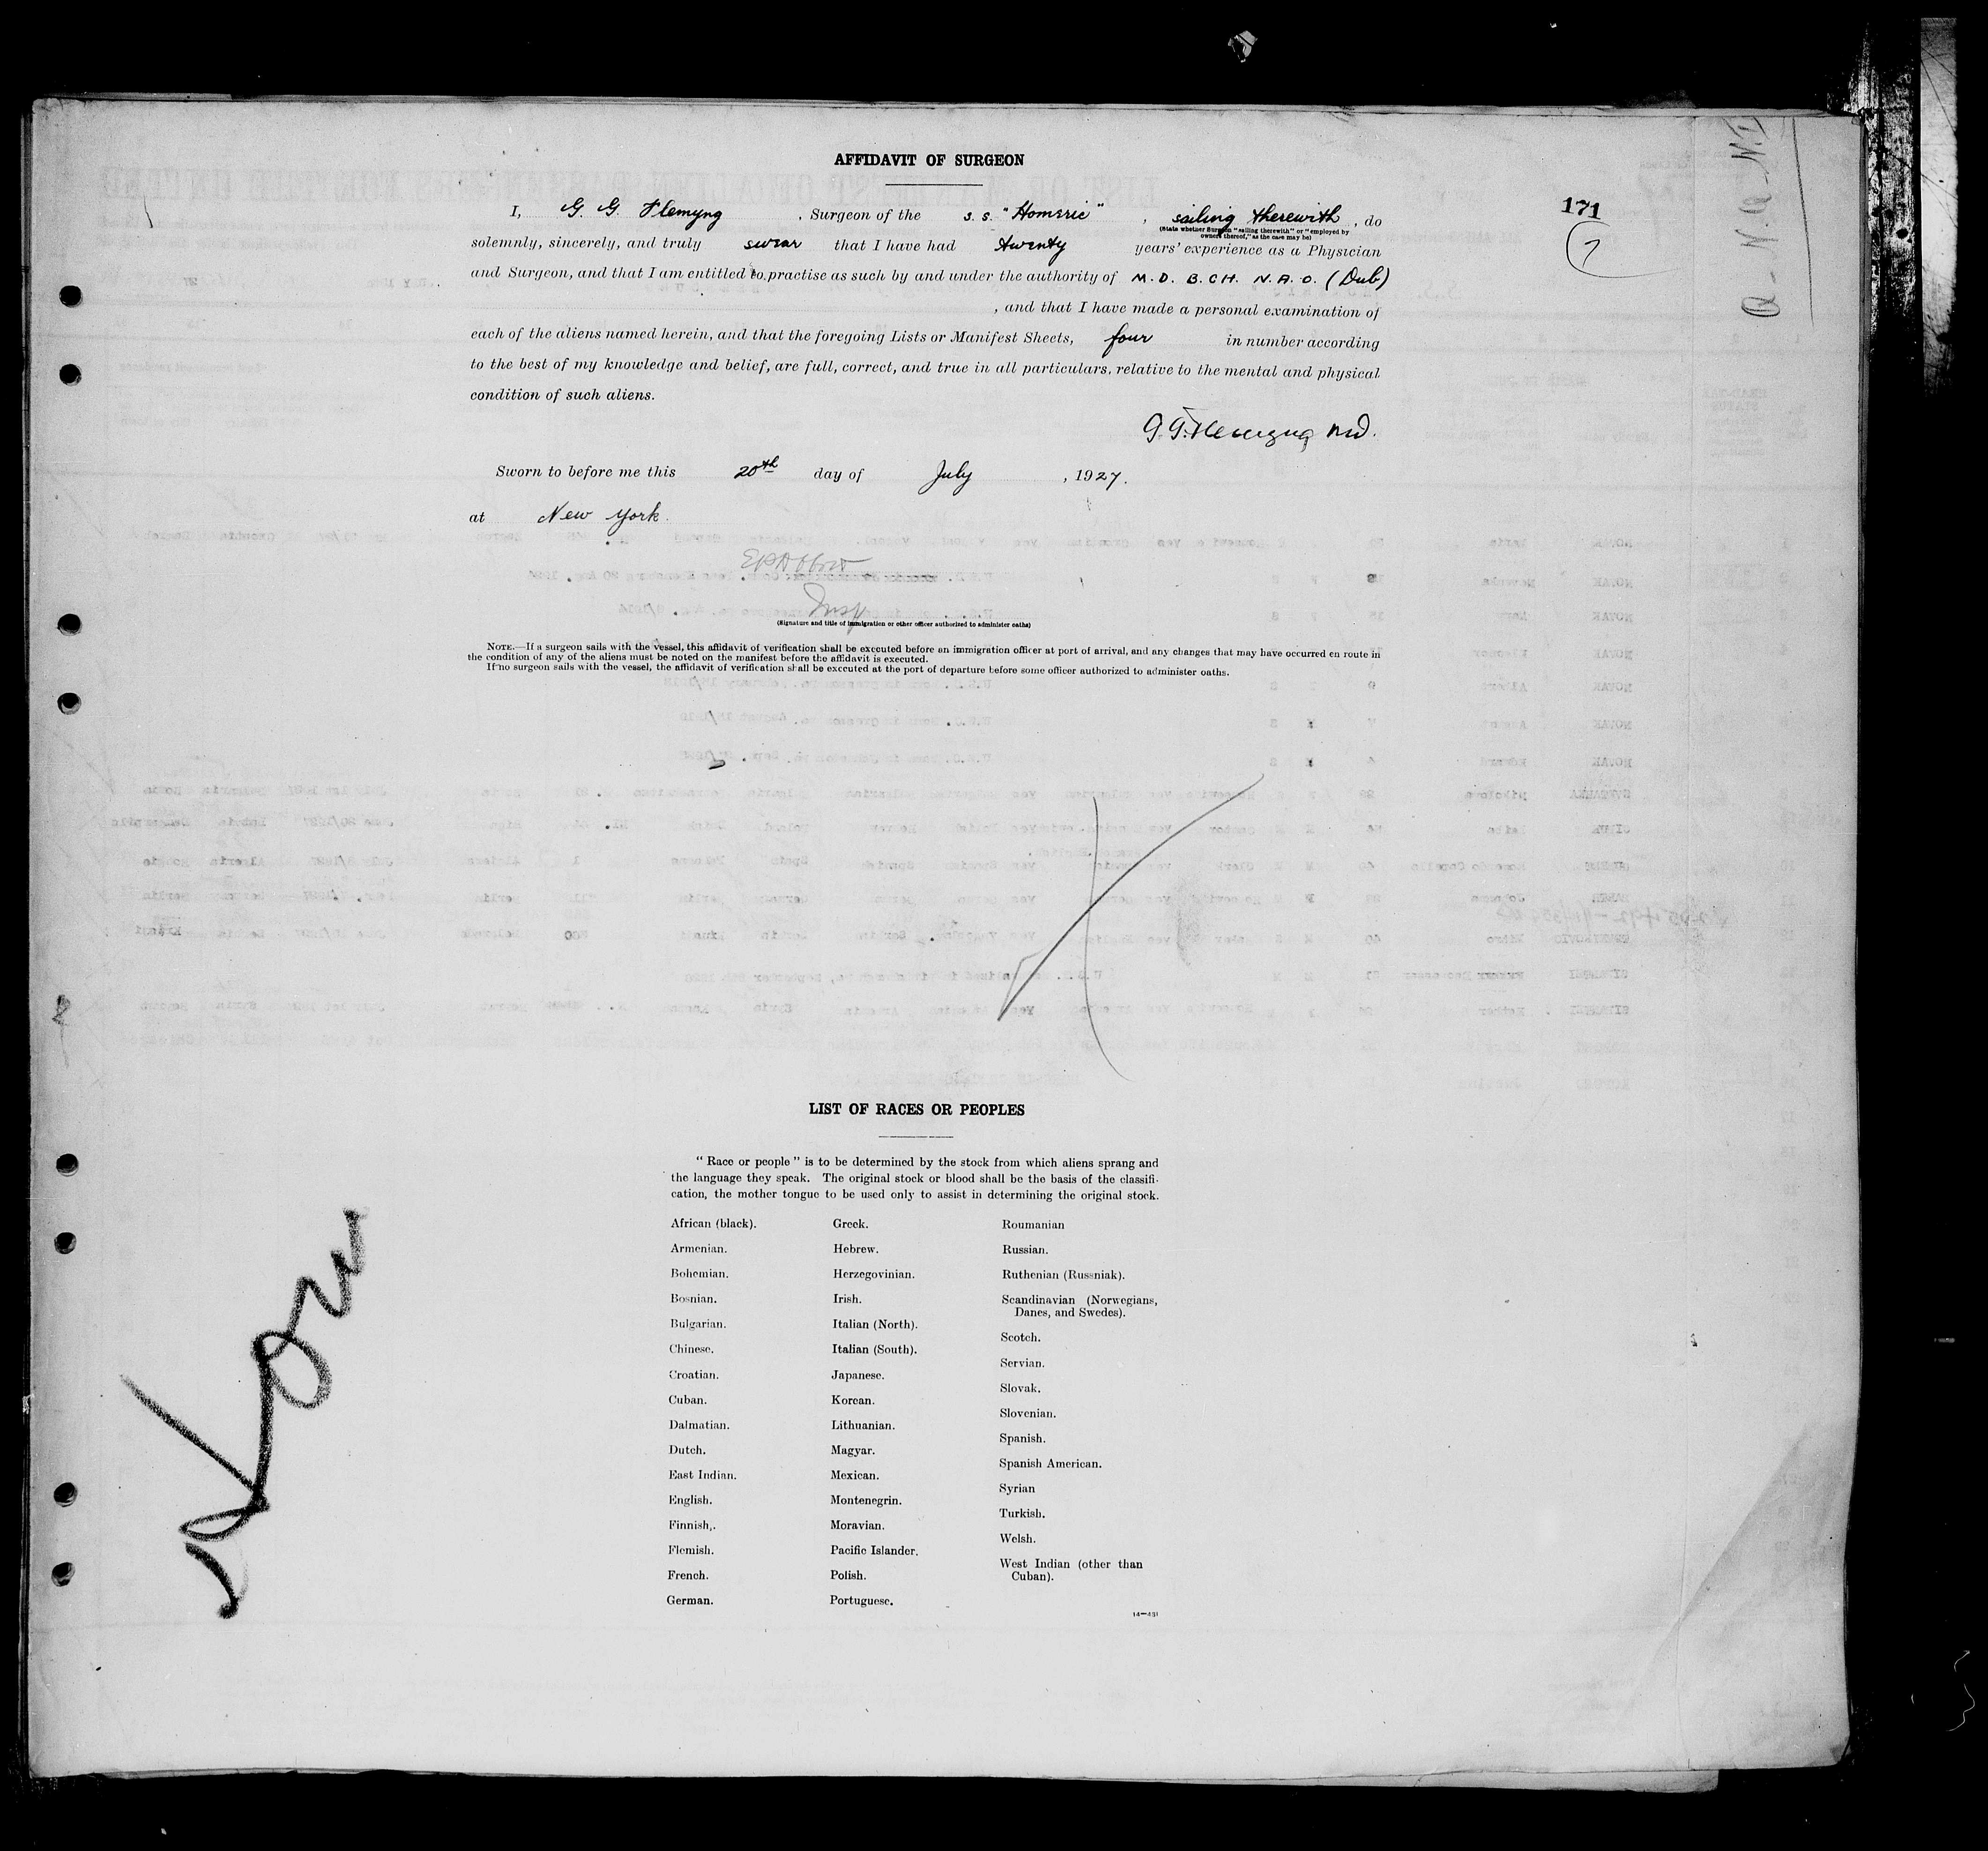 AFFIDAVIT OF SURGEON
171
I, G. G. Flemyng, Surgeon of the s.s. "Homeric", sailing therewith, do
(State whether Surgeon "sailing therewith" or "employed by
owners thereof," as the case may be)
solemnly, sincerely, and truly swear that I have had twenty years' experience as a Physician
and Surgeon, and that I am entitled to practise as such by and under the authority of M.D. B.CH. N.A.O. (Dub)
, and that I have made a personal examination of
each of the aliens named herein, and that the foregoing Lists or Manifest Sheets, four in number according
to the best of my knowledge and belief, are full, correct, and true in all particulars, relative to the mental and physical
condition of such aliens.
G. G. Flemyng MD.
Sworn to before me this 20th day of July, 1927.
at New York.
Insp
(Signature and title of immigration or other officer authorized to administer oaths)
NOTE.—If a surgeon sails with the vessel, this affidavit of verification shall be executed before an immigration officer at port of arrival, and any changes that may have occurred en route in
the condition of any of the aliens must be noted on the manifest before the affidavit is executed.
If no surgeon sails with the vessel, the affidavit of verification shall be executed at the port of departure before some officer authorized to administer oaths.
LIST OF RACES OR PEOPLES
"Race or people" is to be determined by the stock from which aliens sprang and
the language they speak. The original stock or blood shall be the basis of the classifi-
cation, the mother tongue to be used only to assist in determining the original stock.
African (black).
Armenian.
Bohemian.
Bosnian.
Bulgarian.
Chinese.
Croatian.
Cuban.
Dalmatian.
Dutch.
East Indian.
English.
Finnish.
Flemish.
French.
German.
Greek.
Hebrew.
Herzegovinian.
Irish.
Italian (North).
Italian (South).
Japanese.
Korean.
Lithuanian.
Magyar.
Mexican.
Montenegrin.
Moravian.
Pacific Islander.
Polish.
Portuguese.
Roumanian
Russian.
Ruthenian (Russniak).
Scandinavian (Norwegians,
Danes, and Swedes).
Scotch.
Servian.
Slovak.
Slovenian.
Spanish.
Spanish American.
Syrian
Turkish.
Welsh.
West Indian (other than
Cuban).
14—431